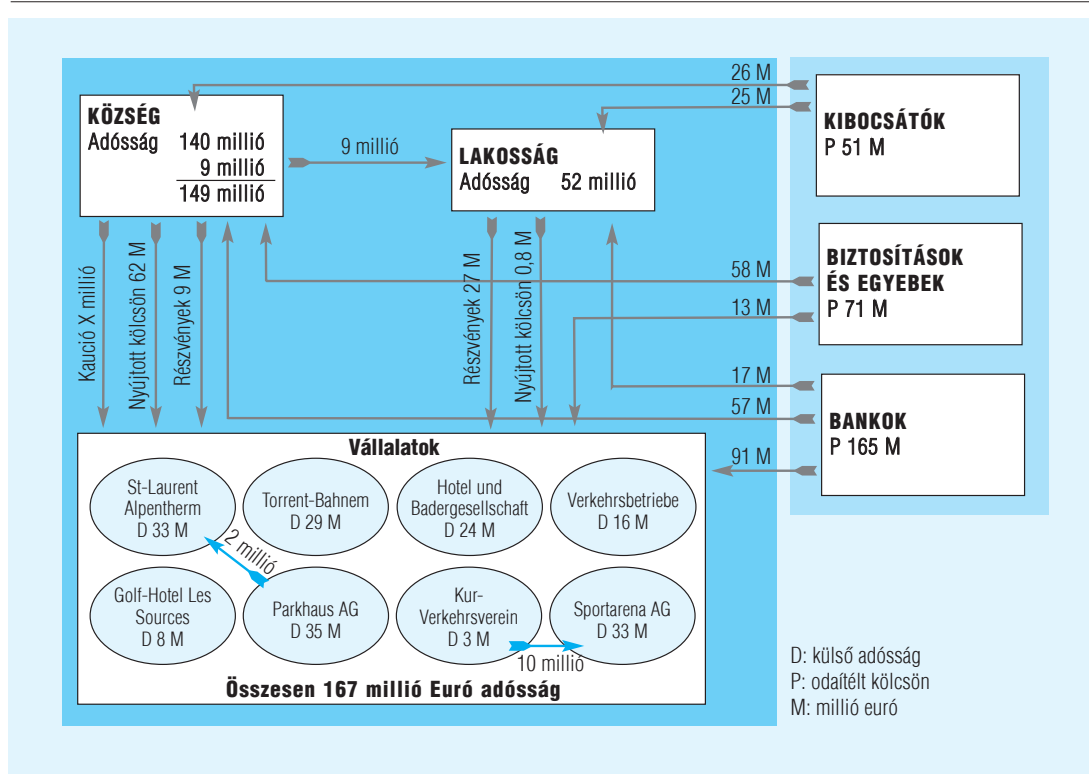 KÖZSÉG
Adósság 140 millió
9 millió
149 millió
9 millió
LAKOSSÁG
Adósság 52 millió
26 M
25 M
KIBOCSÁTÓK
P 51 M
58 M
13 M
BIZTOSÍTÁSOK
ÉS EGYEBEK
P 71 M
17 M
57 M
91 M
BANKOK
P 165 M
Kaució X millió
Nyújtott kölcsön 62 M
Részvények 9 M
Részvények 27 M
Nyújtott kölcsön 0,8 M
Vállalatok
St-Laurent
Alpentherm
D 33 M
Torrent-Bahnem
D 29 M
Hotel und
Badergesellschaft
D 24 M
Verkehrsbetriebe
D 16 M
2 millió
Golf-Hotel Les
Sources
D 8 M
Parkhaus AG
D 35 M
Kur-
Verkehrsverein
D 3 M
Sportarena AG
D 33 M
10 millió
Összesen 167 millió Euró adósság
D: külső adósság
P: odaítélt kölcsön
M: millió euró